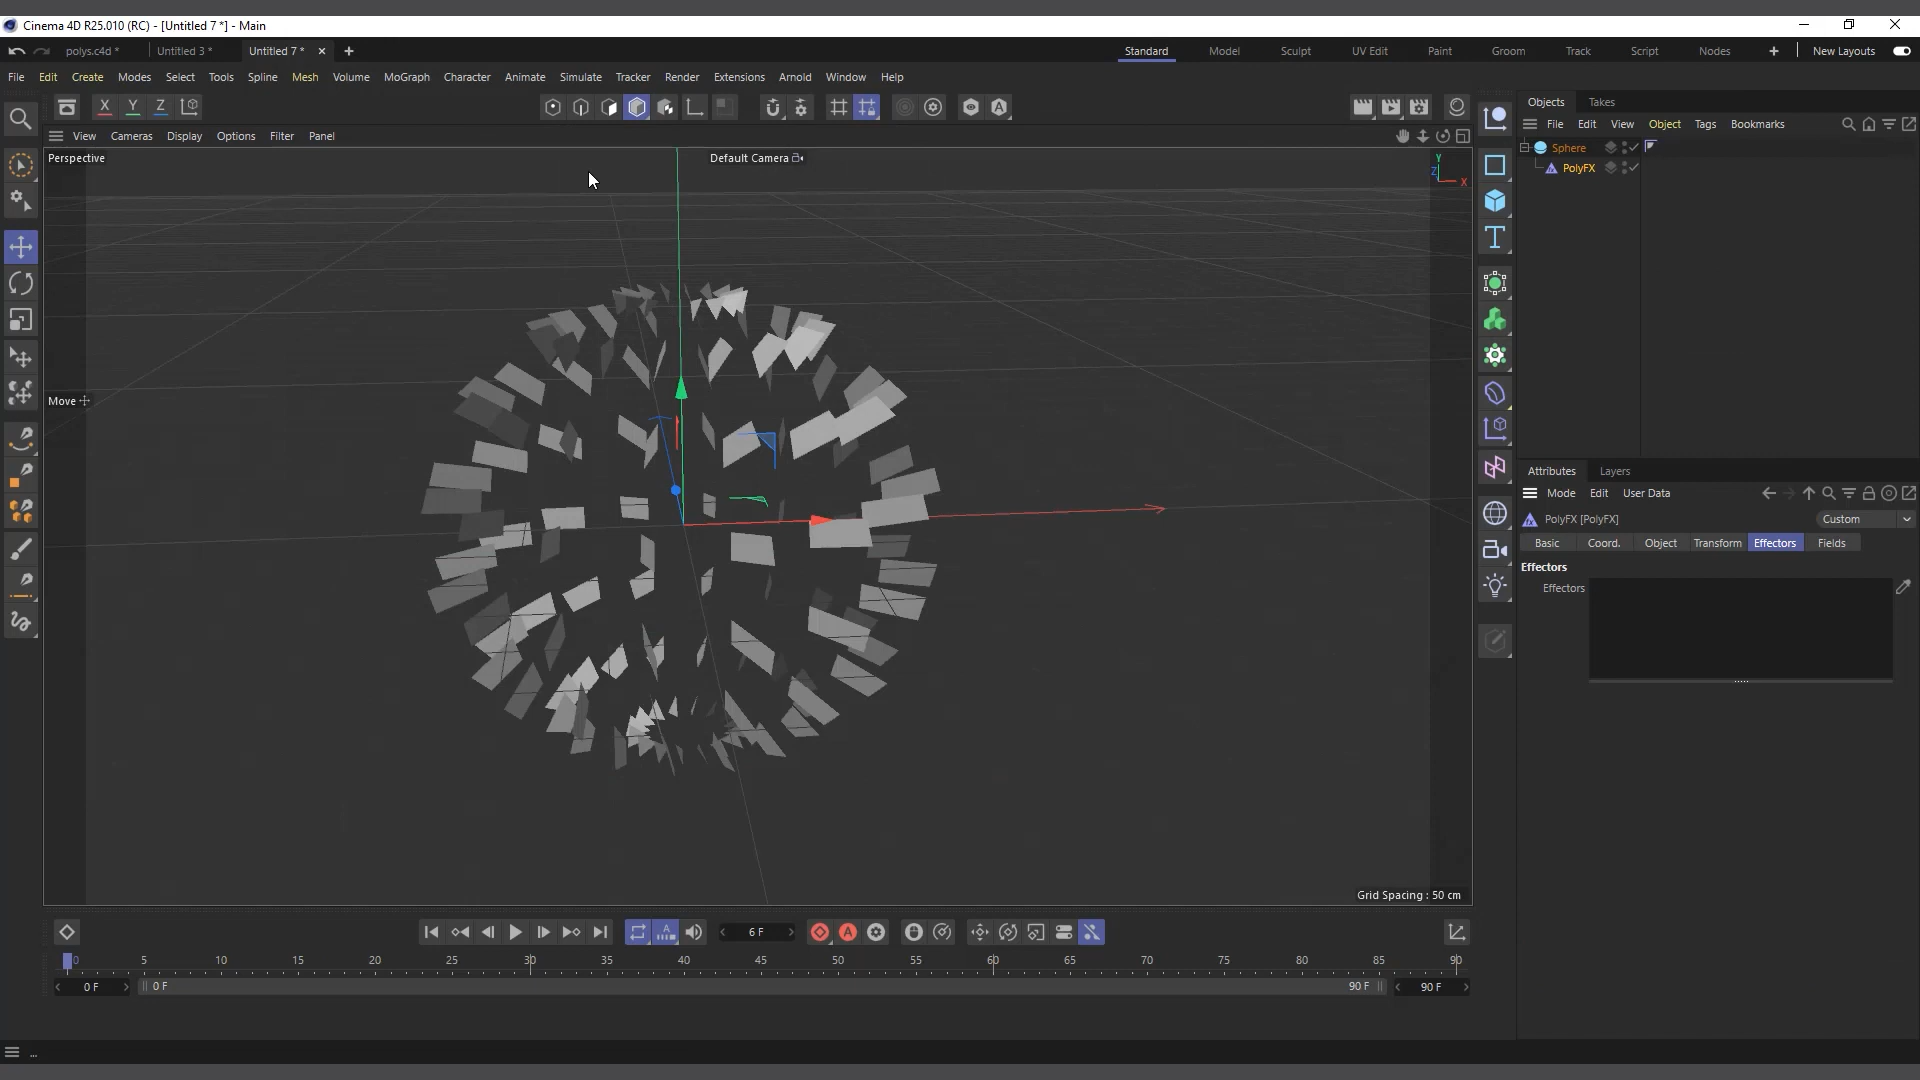 Cinema 4D R25.010 (RC) - [Untitled 7 *] - Main
polys.c4d *
Untitled 3 *
Untitled 7 *
Standard
Model
Sculpt
UV Edit
Paint
Groom
Track
Script
Nodes
New Layouts
File Edit Create Modes Select Tools Spline Mesh Volume MoGraph Character Animate Simulate Tracker Render Extensions Arnold Window Help
X Y Z
Objects Takes
View Cameras Display Options Filter Panel
File Edit View Object Tags Bookmarks
Perspective
Default Camera
Y
Z
X
Sphere
PolyFX
Move
Attributes Layers
Mode Edit User Data
PolyFX [PolyFX]
Custom
Basic Coord. Object Transform Effectors Fields
Effectors
Effectors
Grid Spacing : 50 cm
6 F
0 5 10 15 20 25 30 35 40 45 50 55 60 65 70 75 80 85 90
0 F
0 F
90 F
90 F
...